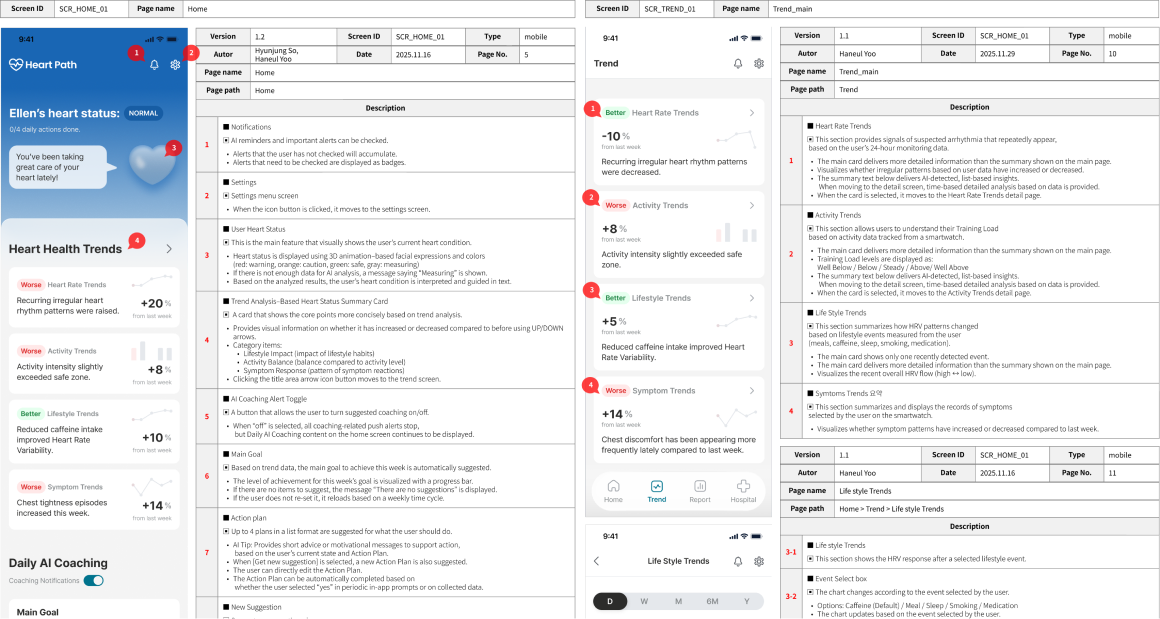 Screen ID SCR_HOME_01 Page name Home
9:41
1
2
Heart Path
Ellen's heart status: NORMAL
0/4 daily actions done.
You've been taking
great care of your
heart lately!
3
Heart Health Trends
4
Worse Heart Trends
Recurring irregular heart
rhythm patterns were raised.
+20 %
from last week
Worse Activity Trends
Activity intensity slightly
exceeded safe zone.
+8 %
from last week
Better Lifestyle Trends
Reduced caffeine intake
improved Heart Rate
Variability.
+10 %
from last week
Worse Symptom Trends
Chest tightness episodes
increased this week.
+14 %
from last week
Daily AI Coaching
Coaching Notifications
Main Goal
Version 1.2 Screen ID SCR_HOME_01 Type mobile
Autor Hyunjung So,
Haneul Yoo Date 2025.11.16 Page No. 5
Page name Home
Page path Home
Description
1
■ Notifications
▣ AI reminders and important alerts can be checked.
• Alerts that the user has not checked will accumulate.
• Alerts that need to be checked are displayed as badges.
2
■ Settings
▣ Settings menu screen
• When the icon button is clicked, it moves to the settings screen.
3
■ User Heart Status
▣ This is the main feature that visually shows the user's current heart condition.
• Heart status is displayed using 3D animation–based facial expressions and colors
(red: warning, orange: caution, green: safe, gray: measuring)
• If there is not enough data for AI analysis, a message saying “Measuring” is shown.
• Based on the analyzed results, the user's heart condition is interpreted and guided in text.
4
■ Trend Analysis–Based Heart Status Summary Card
▣ A card that shows the core points more concisely based on trend analysis.
• Provides visual information on whether it has increased or decreased compared to before using UP/DOWN
arrows.
• Category items:
• Lifestyle Impact (impact of lifestyle habits)
• Activity Balance (balance compared to activity level)
• Symptom Response (pattern of symptom reactions)
• Clicking the title area arrow icon button moves to the trend screen.
5
■ AI Coaching Alert Toggle
▣ A button that allows the user to turn suggested coaching on/off.
• When “off” is selected, all coaching-related push alerts stop,
but Daily AI Coaching content on the home screen continues to be displayed.
6
■ Main Goal
▣ Based on trend data, the main goal to achieve this week is automatically suggested.
• The level of achievement for this week's goal is visualized with a progress bar.
• If there are no items to suggest, the message “There are no suggestions” is displayed.
• If the user does not re-set it, it reloads based on a weekly time cycle.
7
■ Action plan
▣ Up to 4 plans in a list format are suggested for what the user should do.
• AI Tip: Provides short advice or motivational messages to support action,
based on the user's current state and Action Plan.
• When [Get new suggestion] is selected, a new Action Plan is also suggested.
• The user can directly edit the Action Plan.
• The Action Plan can be automatically completed based on
whether the user selected “yes” in periodic in-app prompts or on collected data.
■ New Suggestion
Screen ID SCR_TREND_01 Page name Trend_main
9:41
Trend
1
Better Heart Rate Trends
-10 %
from last week
Recurring irregular heart rhythm patterns
were decreased.
2
Worse Activity Trends
+8 %
from last week
Activity intensity slightly exceeded safe
zone.
3
Better Lifestyle Trends
+5 %
from last week
Reduced caffeine intake improved Heart
Rate Variability.
4
Worse Symptom Trends
+14 %
from last week
Chest discomfort has been appearing more
frequently lately compared to last week.
Home Trend Report Hospital
9:41
Life Style Trends
D W M 6M Y
Version 1.1 Screen ID SCR_HOME_01 Type mobile
Autor Haneul Yoo Date 2025.11.29 Page No. 10
Page name Trend_main
Page path Trend
Description
1
■ Heart Rate Trends
▣ This section provides signals of suspected arrhythmia that repeatedly appear,
based on the user's 24-hour monitoring data.
• The main card delivers more detailed information than the summary shown on the main page.
• Visualizes whether irregular patterns based on user data have increased or decreased.
• The summary text below delivers AI-detected, list-based insights.
When moving to the detail screen, time-based detailed analysis based on data is provided.
• When the card is selected, it moves to the Heart Rate Trends detail page.
2
■ Activity Trends
▣ This section allows users to understand their Training Load
based on activity data tracked from a smartwatch.
• The main card delivers more detailed information than the summary shown on the main page.
• Training Load levels are displayed as:
Well Below / Below / Steady / Above/ Well Above
• The summary text below delivers AI-detected, list-based insights.
When moving to the detail screen, time-based detailed analysis based on data is provided.
• When the card is selected, it moves to the Activity Trends detail page.
3
■ Life Style Trends
▣ This section summarizes how HRV patterns changed
based on lifestyle events measured from the user
(meals, caffeine, sleep, smoking, medication).
• The main card shows only one recently detected event.
• The main card delivers more detailed information than the summary shown on the main page.
• Visualizes the recent overall HRV flow (high ↔ low).
4
■ Symtoms Trends 요약
▣ This section summarizes and displays the records of symptoms
selected by the user on the smartwatch.
• Visualizes whether symptom patterns have increased or decreased compared to last week.
Version 1.1 Screen ID SCR_HOME_01 Type mobile
Autor Haneul Yoo Date 2025.11.16 Page No. 11
Page name Life style Trends
Page path Home > Trend > Life style Trends
Description
3-1
■ Life style Trends
▣ This section shows the HRV response after a selected lifestyle event.
3-2
■ Event Select box
▣ The chart changes according to the event selected by the user.
• Options: Caffeine (Default) / Meal / Sleep / Smoking / Medication
• The chart updates based on the event selected by the user.